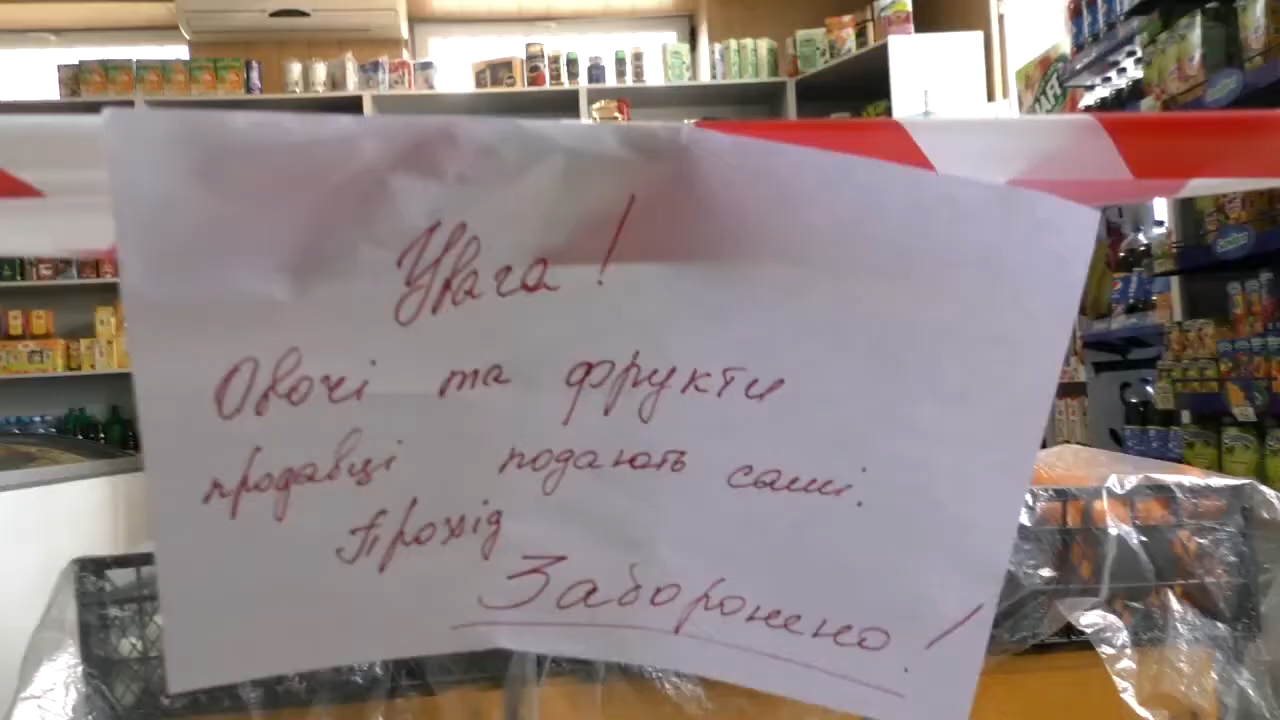 Увага!
Овочі та фрукти
продавці подають самі.
Прохід
Заборонено!